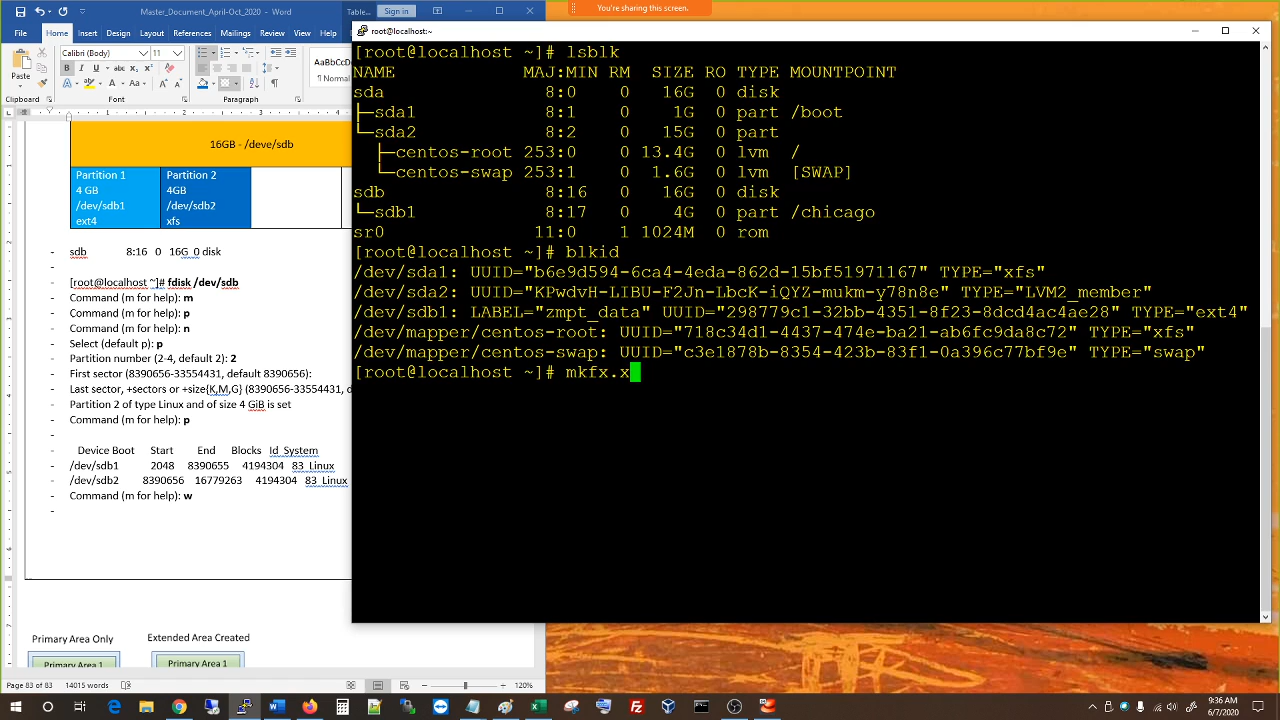 Master_Document_April-Oct_2020 - Word
Table...
Sign in
You're sharing this screen.
File
Home
Insert
Design
Layout
References
Mailings
Review
View
Help
Paste
Calibri (Body)
11
AaBbCcD
¶ Normal
Clipboard
Font
Paragraph
16GB - /deve/sdb
Partition 1
4 GB
/dev/sdb1
ext4
Partition 2
4GB
/dev/sdb2
xfs
- sdb 8:16 0 16G 0 disk
-
- [root@localhost ~]# fdisk /dev/sdb
- Command (m for help): m
- Command (m for help): p
- Command (m for help): n
- Select (default p): p
- Partition number (2-4, default 2): 2
- First sector (8390656-33554431, default 8390656):
- Last sector, +sectors or +size{K,M,G} (8390656-33554431, d
- Partition 2 of type Linux and of size 4 GiB is set
- Command (m for help): p
-
- Device Boot Start End Blocks Id System
- /dev/sdb1 2048 8390655 4194304 83 Linux
- /dev/sdb2 8390656 16779263 4194304 83 Linux
- Command (m for help): w
-
Primary Area Only
Extended Area Created
Primary Area 1
Primary Area 1
Page 83 of 83
14015 words
120%
root@localhost:~
[root@localhost ~]# lsblk
NAME MAJ:MIN RM SIZE RO TYPE MOUNTPOINT
sda 8:0 0 16G 0 disk
├─sda1 8:1 0 1G 0 part /boot
└─sda2 8:2 0 15G 0 part
├─centos-root 253:0 0 13.4G 0 lvm /
└─centos-swap 253:1 0 1.6G 0 lvm [SWAP]
sdb 8:16 0 16G 0 disk
└─sdb1 8:17 0 4G 0 part /chicago
sr0 11:0 1 1024M 0 rom
[root@localhost ~]# blkid
/dev/sda1: UUID="b6e9d594-6ca4-4eda-862d-15bf51971167" TYPE="xfs"
/dev/sda2: UUID="KPwdvH-LIBU-F2Jn-LbcK-iQYZ-mukm-y78n8e" TYPE="LVM2_member"
/dev/sdb1: LABEL="zmpt_data" UUID="298779c1-32bb-4351-8f23-8dcd4ac4ae28" TYPE="ext4"
/dev/mapper/centos-root: UUID="718c34d1-4437-474e-ba21-ab6fc9da8c72" TYPE="xfs"
/dev/mapper/centos-swap: UUID="c3e1878b-8354-423b-83f1-0a396c77bf9e" TYPE="swap"
[root@localhost ~]# mkfx.x
9:36 AM
6/7/2020